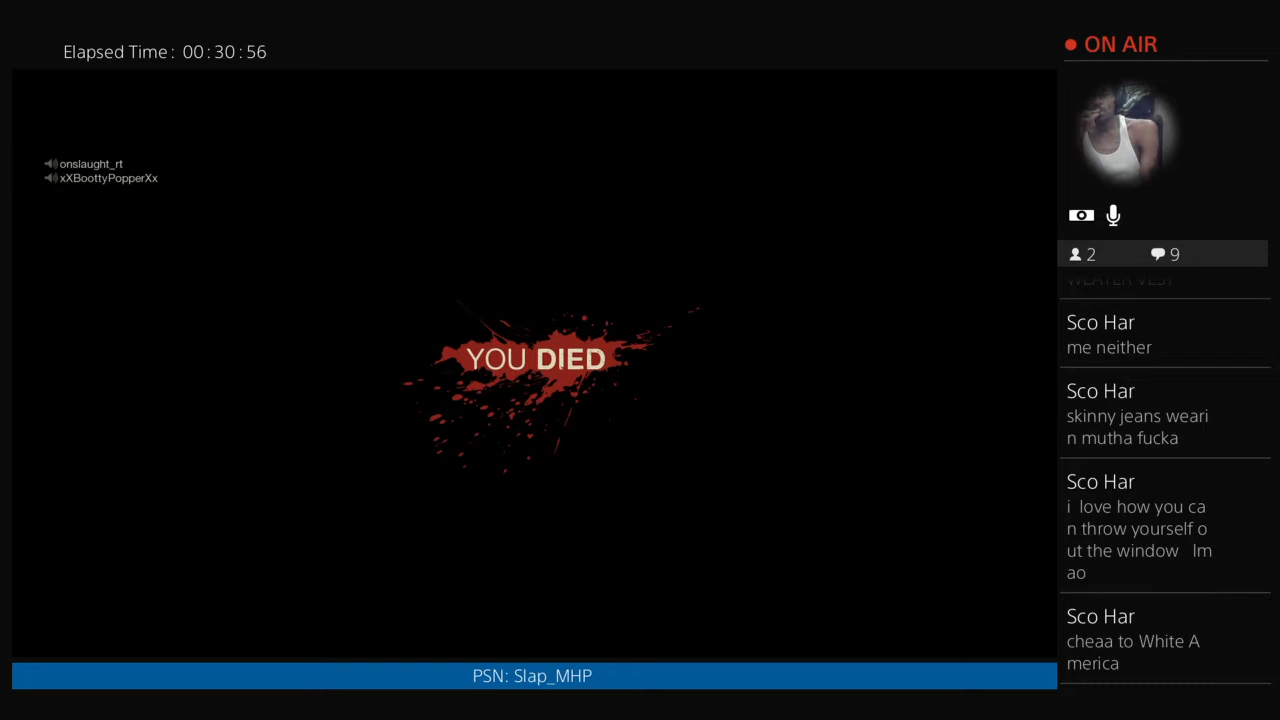 Elapsed Time: 00:30:56
ON AIR
onslaught_rt
xXBoottyPopperXx
2
9
WEATER VEST
Sco Har
me neither
Sco Har
skinny jeans weari
n mutha fucka
YOU DIED
Sco Har
i love how you ca
n throw yourself o
ut the window lm
ao
Sco Har
cheaa to White A
merica
PSN: Slap_MHP